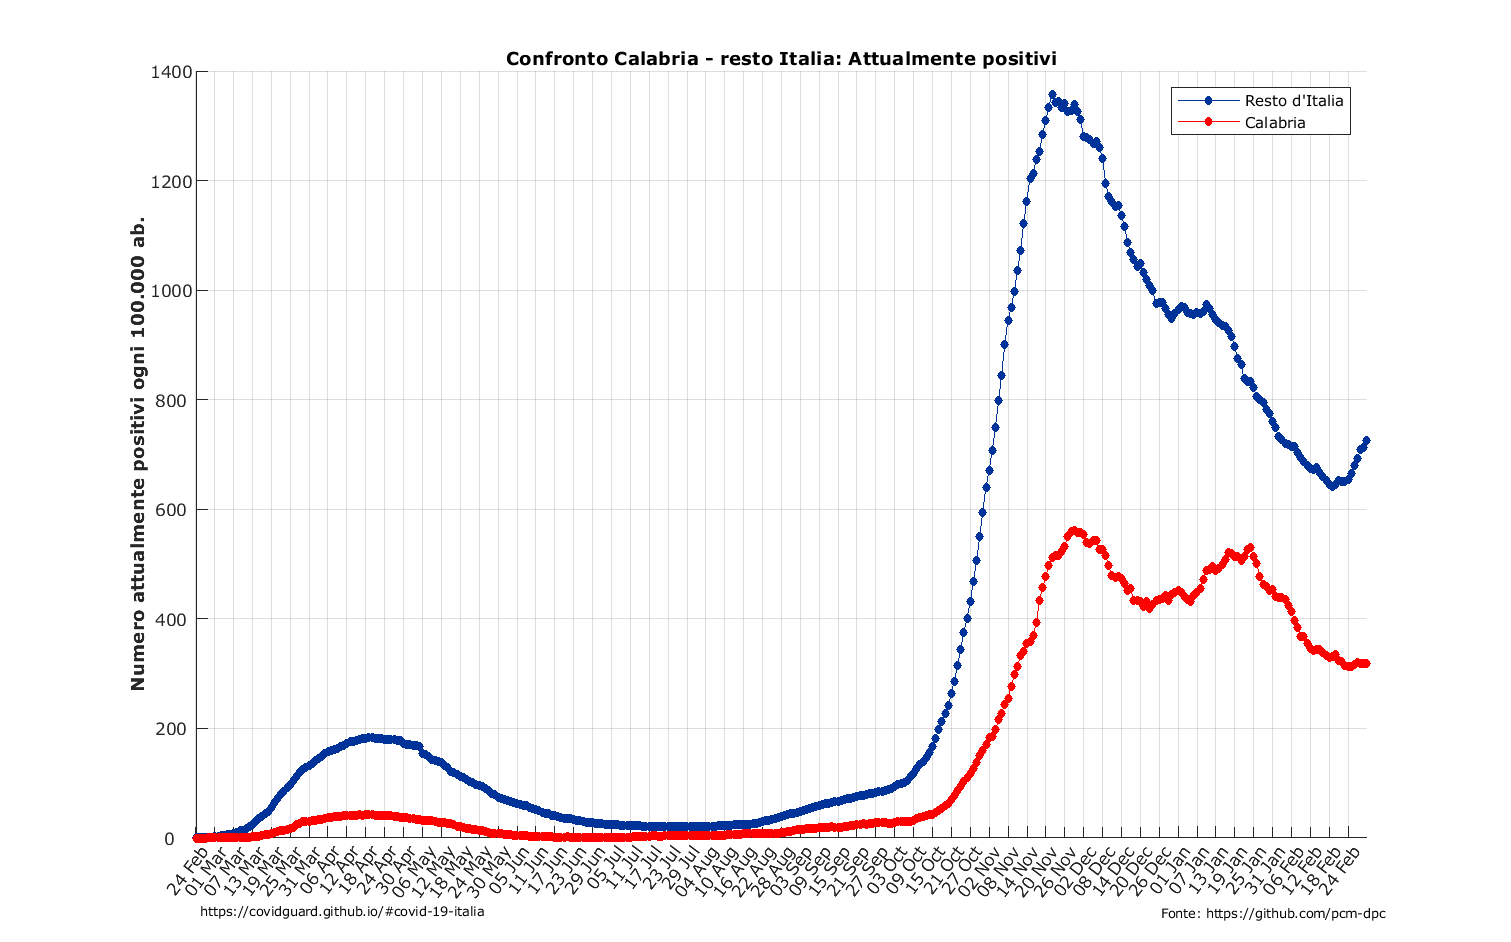 Confronto Calabria - resto Italia: Attualmente positivi
Numero attualmente positivi ogni 100.000 ab.
1400
1200
1000
800
600
400
200
0
Resto d'Italia
Calabria
24 Feb
01 Mar
07 Mar
13 Mar
19 Mar
25 Mar
31 Mar
06 Apr
12 Apr
18 Apr
24 Apr
30 Apr
06 May
12 May
18 May
24 May
30 May
05 Jun
11 Jun
17 Jun
23 Jun
29 Jun
05 Jul
11 Jul
17 Jul
23 Jul
29 Jul
04 Aug
10 Aug
16 Aug
22 Aug
28 Aug
03 Sep
09 Sep
15 Sep
21 Sep
27 Sep
03 Oct
09 Oct
15 Oct
21 Oct
27 Oct
02 Nov
08 Nov
14 Nov
20 Nov
26 Nov
02 Dec
08 Dec
14 Dec
20 Dec
26 Dec
01 Jan
07 Jan
13 Jan
19 Jan
25 Jan
31 Jan
06 Feb
12 Feb
18 Feb
24 Feb
https://covidguard.github.io/#covid-19-italia
Fonte: https://github.com/pcm-dpc